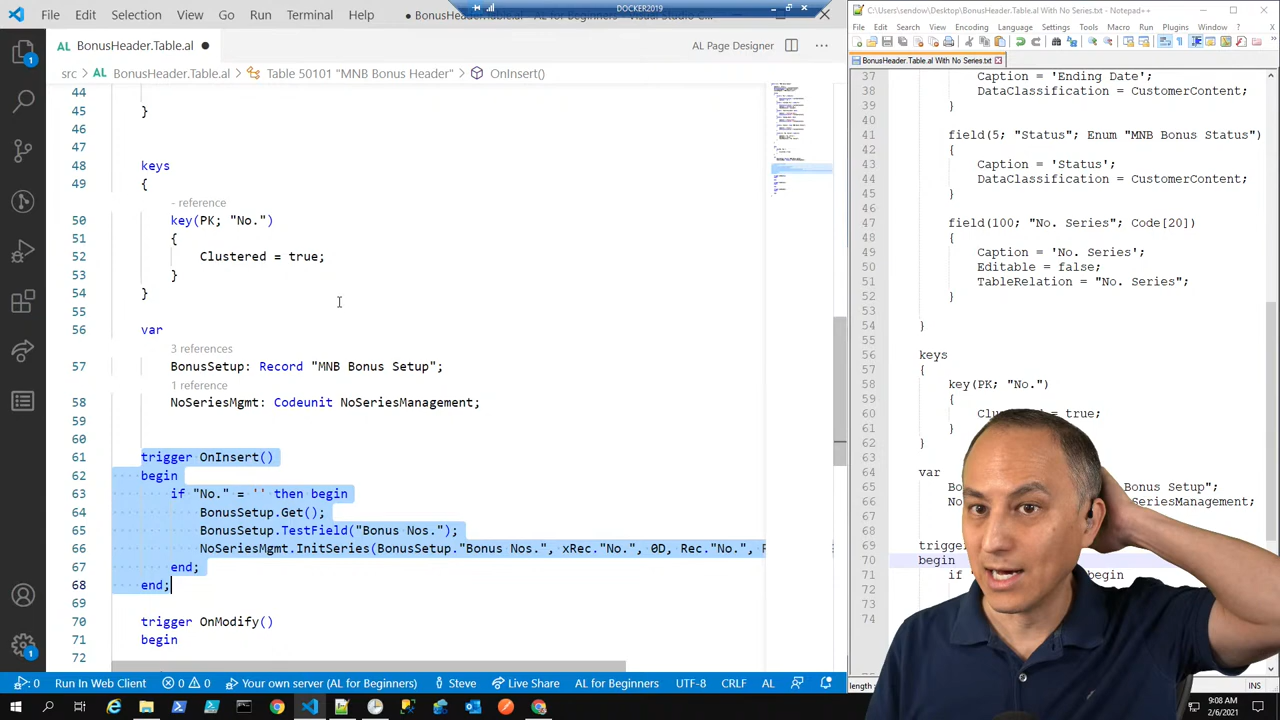 File Edit Selection View Go Run Terminal Help
DOCKER2019
C:\Users\sendow\Desktop\BonusHeader.Table.al With No Series.txt - Notepad++
AL BonusHeader.Table.al
AL Page Designer
src > AL BonusHeader.Table.al > Table 50101 "MNB Bonus Header" > OnInsert()
44
45 }
46
47
48 keys
49 {
- reference
50 key(PK; "No.")
51 {
52 Clustered = true;
53 }
54 }
55
56 var
3 references
57 BonusSetup: Record "MNB Bonus Setup";
1 reference
58 NoSeriesMgmt: Codeunit NoSeriesManagement;
59
60
61 trigger OnInsert()
62 begin
63 if "No." = '' then begin
64 BonusSetup.Get();
65 BonusSetup.TestField("Bonus Nos.");
66 NoSeriesMgmt.InitSeries(BonusSetup."Bonus Nos.", xRec."No.", 0D, Rec."No.",
67 end;
68 end;
69
70 trigger OnModify()
71 begin
72
0 Run In Web Client 0 0 Your own server (AL for Beginners) Steve Live Share AL for Beginners UTF-8 CRLF AL
File Edit Search View Encoding Language Settings Tools Macro Run Plugins Window ?
BonusHeader.Table.al With No Series.txt
37 Caption = 'Ending Date';
38 DataClassification = CustomerContent;
39 }
40
41 field(5; "Status"; Enum "MNB Bonus Status")
42 {
43 Caption = 'Status';
44 DataClassification = CustomerContent;
45 }
46
47 field(100; "No. Series"; Code[20])
48 {
49 Caption = 'No. Series';
50 Editable = false;
51 TableRelation = "No. Series";
52 }
53
54 }
55
56 keys
57 {
58 key(PK; "No.")
59 {
60 = true;
61 }
62 }
63
64 var
65 Bonus Setup";
66 SeriesManagement;
67
68
69
70 begin
71 if begin
72
73
74
length
INS
9:08 AM
2/6/2021